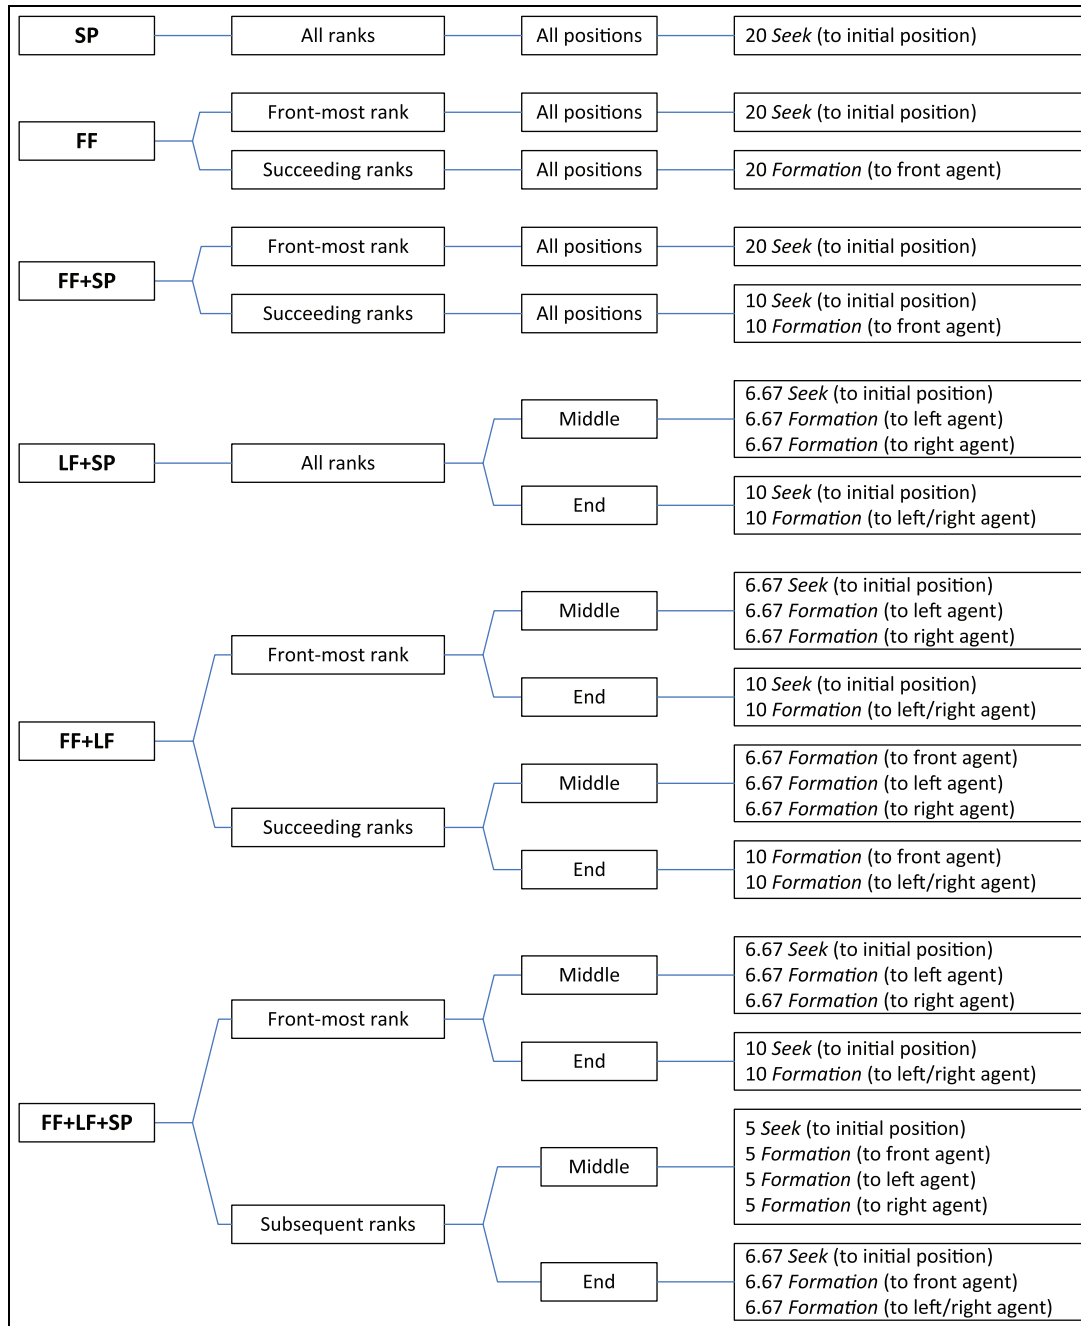 SP
All ranks
All positions
20 Seek (to initial position)
FF
Front-most rank
All positions
20 Seek (to initial position)
Succeeding ranks
All positions
20 Formation (to front agent)
FF+SP
Front-most rank
All positions
20 Seek (to initial position)
Succeeding ranks
All positions
10 Seek (to initial position)
10 Formation (to front agent)
LF+SP
All ranks
Middle
6.67 Seek (to initial position)
6.67 Formation (to left agent)
6.67 Formation (to right agent)
End
10 Seek (to initial position)
10 Formation (to left/right agent)
FF+LF
Front-most rank
Middle
6.67 Seek (to initial position)
6.67 Formation (to left agent)
6.67 Formation (to right agent)
End
10 Seek (to initial position)
10 Formation (to left/right agent)
Succeeding ranks
Middle
6.67 Formation (to front agent)
6.67 Formation (to left agent)
6.67 Formation (to right agent)
End
10 Formation (to front agent)
10 Formation (to left/right agent)
FF+LF+SP
Front-most rank
Middle
6.67 Seek (to initial position)
6.67 Formation (to left agent)
6.67 Formation (to right agent)
End
10 Seek (to initial position)
10 Formation (to left/right agent)
Subsequent ranks
Middle
5 Seek (to initial position)
5 Formation (to front agent)
5 Formation (to left agent)
5 Formation (to right agent)
End
6.67 Seek (to initial position)
6.67 Formation (to front agent)
6.67 Formation (to left/right agent)